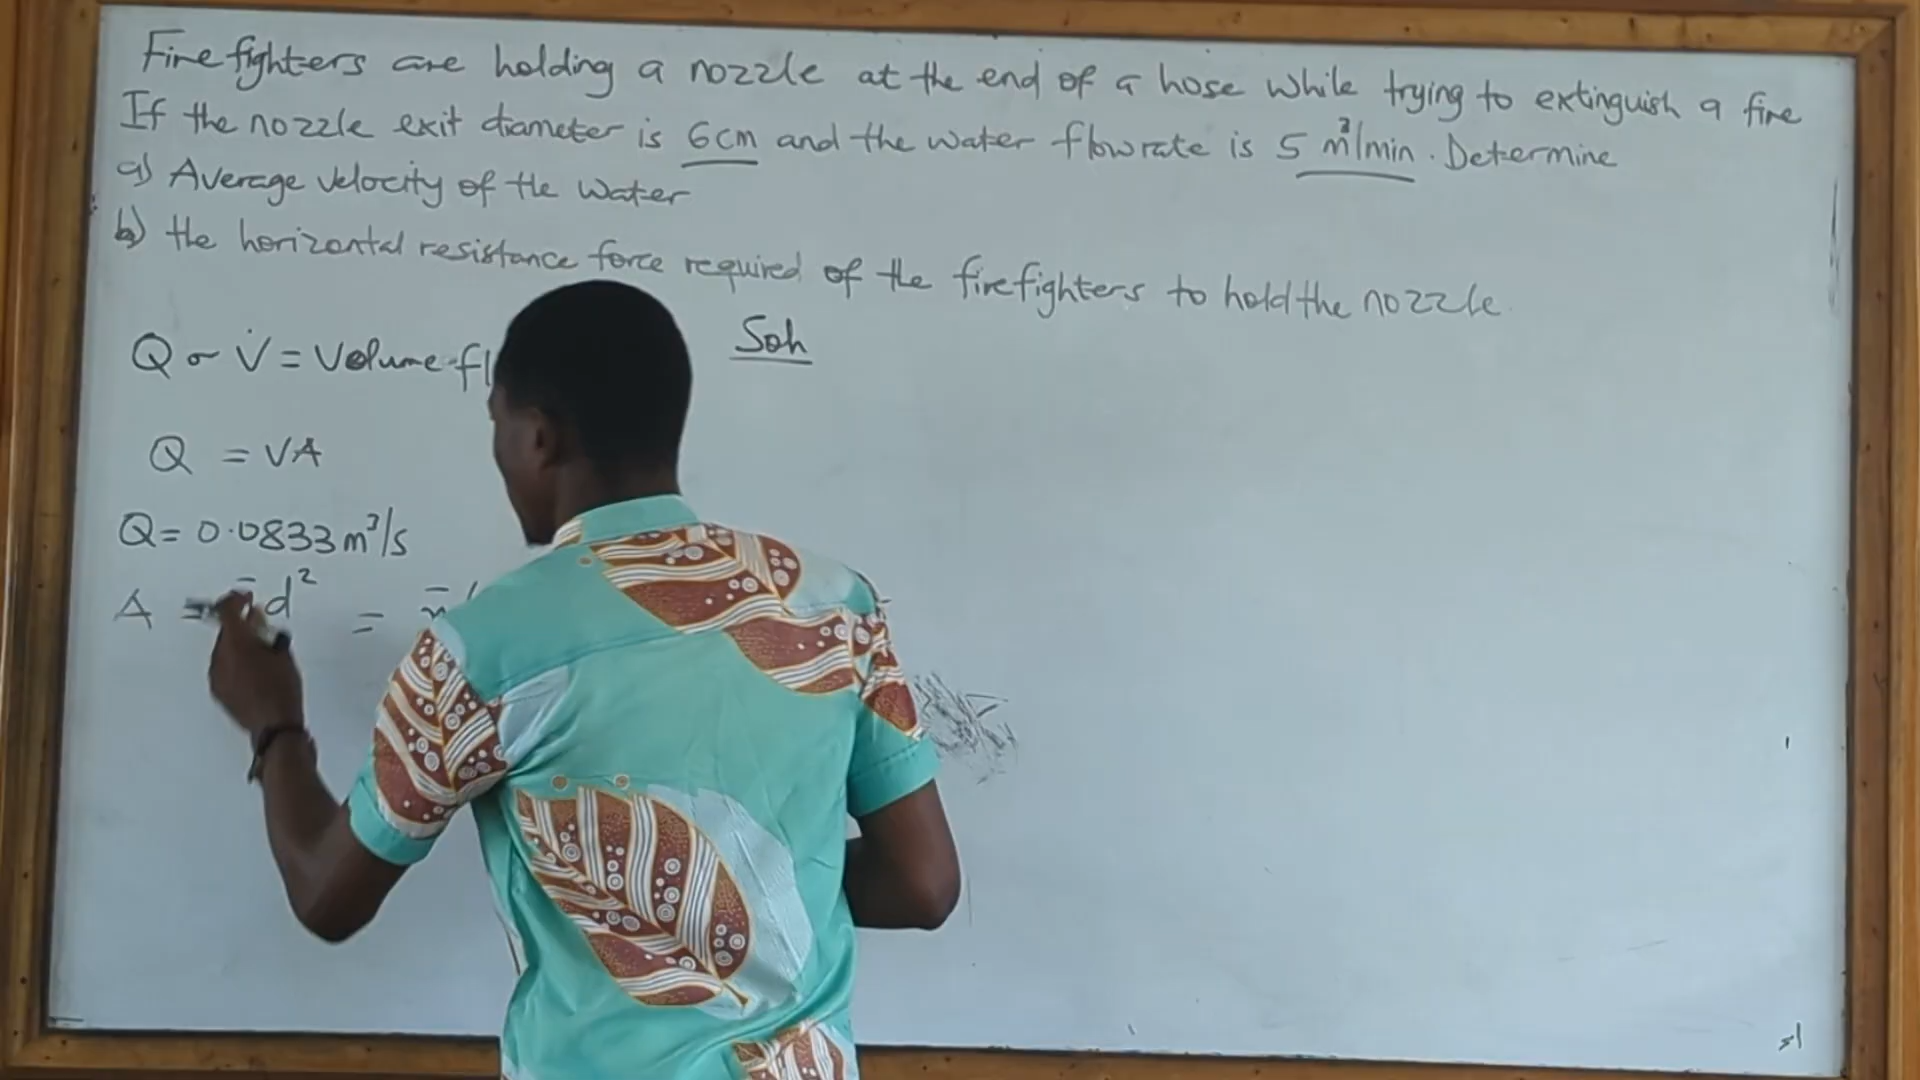 Firefighters are holding a nozzle at the end of a hose while trying to extinguish a fire
If the nozzle exit diameter is 6cm and the water flowrate is 5 m³/min. Determine
a) Average velocity of the water
b) the horizontal resistance force required of the firefighters to hold the nozzle.
Soln
Q or V̇ = Volume fl
Q = VA
Q = 0.0833 m³/s
A = d²  = π